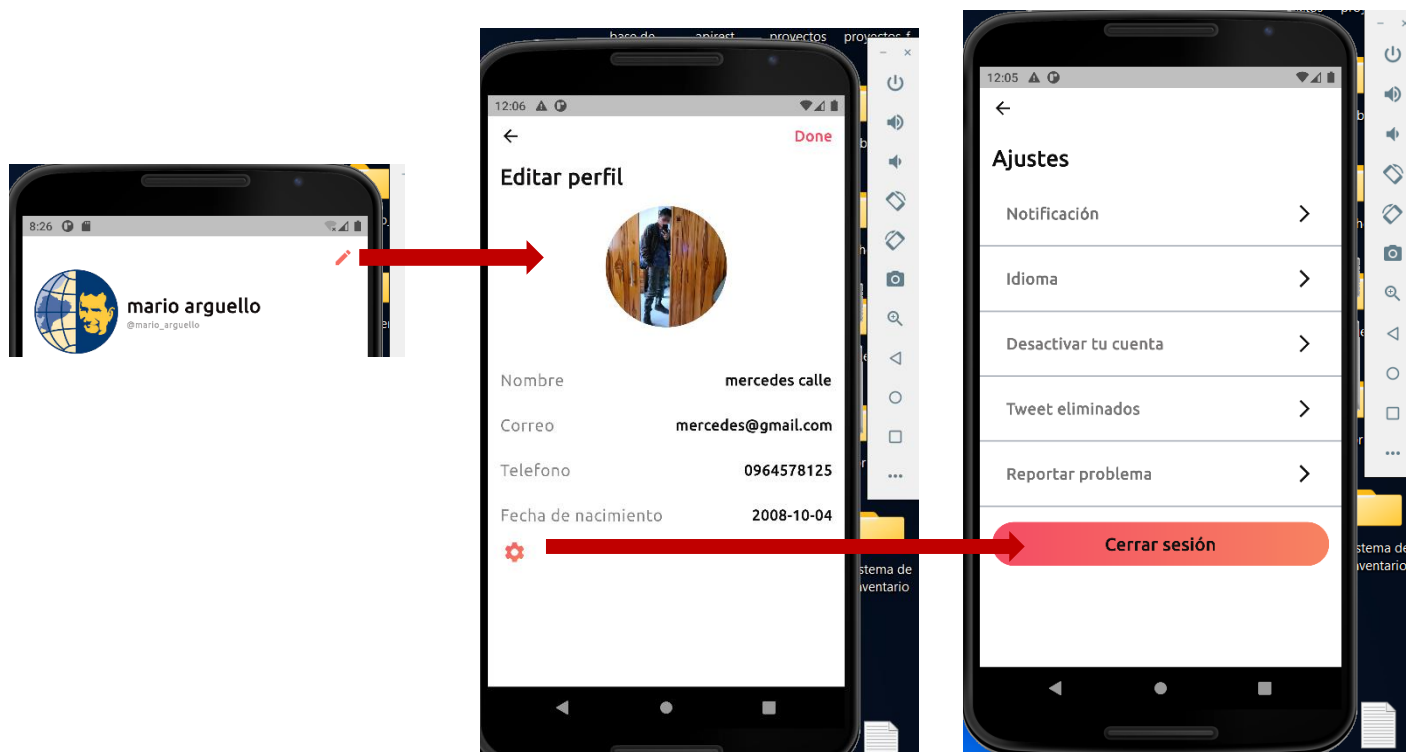 8:26
mario arguello
@mario_arguello
base de apirest proyectos
12:06
Done
Editar perfil
Nombre mercedes calle
Correo mercedes@gmail.com
Telefono 0964578125
Fecha de nacimiento 2008-10-04
12:05
Ajustes
Notificación
Idioma
Desactivar tu cuenta
Tweet eliminados
Reportar problema
Cerrar sesión